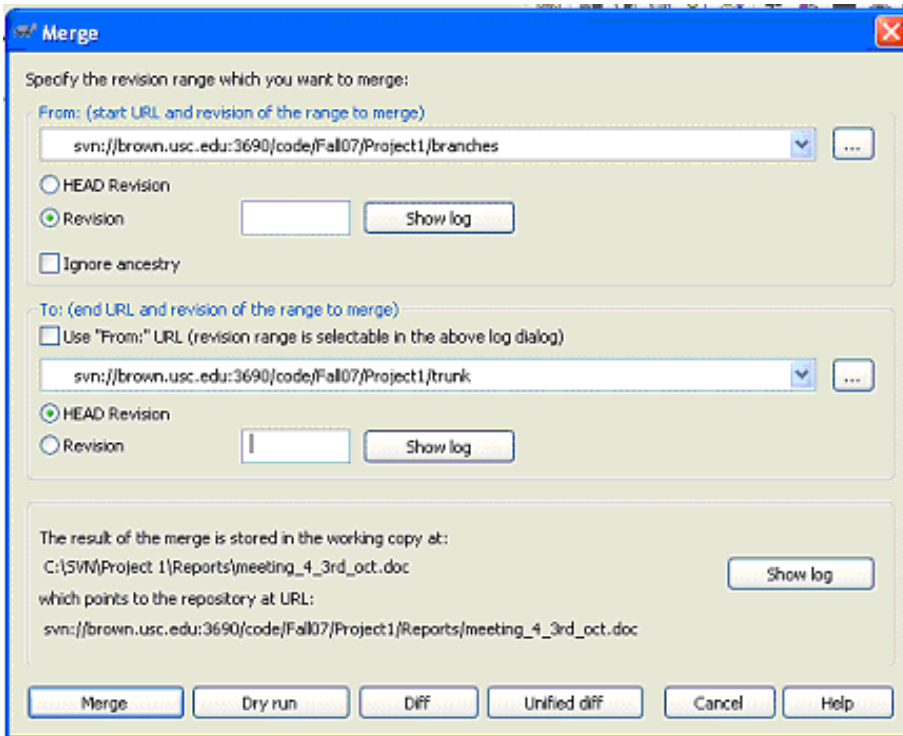 Merge
Specify the revision range which you want to merge:
From: (start URL and revision of the range to merge)
svn://brown.usc.edu:3690/code/Fall07/Project1/branches
...
HEAD Revision
Revision
Show log
Ignore ancestry
To: (end URL and revision of the range to merge)
Use "From:" URL (revision range is selectable in the above log dialog)
svn://brown.usc.edu:3690/code/Fall07/Project1/trunk
...
HEAD Revision
Revision
Show log
The result of the merge is stored in the working copy at:
C:\SVN\Project 1\Reports\meeting_4_3rd_oct.doc
Show log
which points to the repository at URL:
svn://brown.usc.edu:3690/code/Fall07/Project1/Reports/meeting_4_3rd_oct.doc
Merge Dry run Diff Unified diff Cancel Help